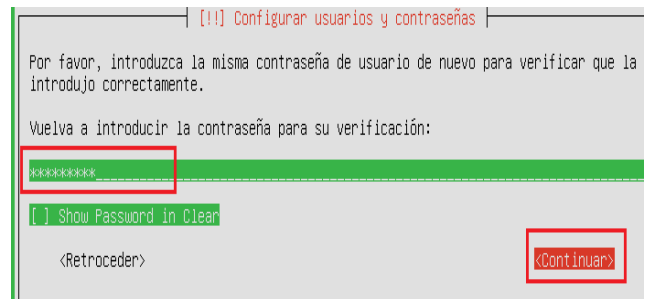 [!!] Configurar usuarios y contraseñas
Por favor, introduzca la misma contraseña de usuario de nuevo para verificar que la
introdujo correctamente.
Vuelva a introducir la contraseña para su verificación:
*********
[ ] Show Password in Clear
<Retroceder> <Continuar>